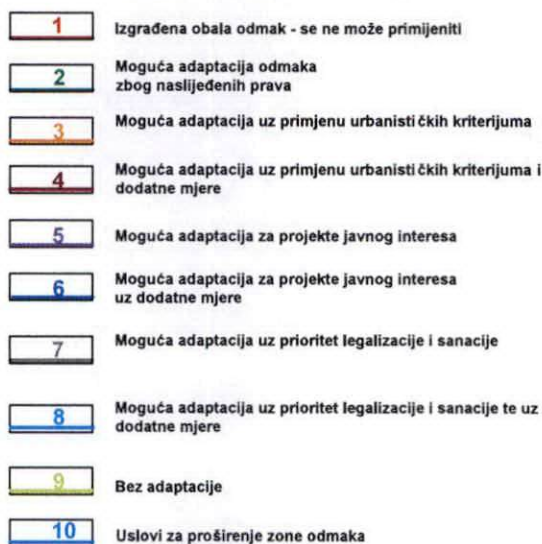 1 Izgrađena obala odmak - se ne može primijeniti
2 Moguća adaptacija odmaka
zbog naslijeđenih prava
3 Moguća adaptacija uz primjenu urbanističkih kriterijuma
4 Moguća adaptacija uz primjenu urbanističkih kriterijuma i
dodatne mjere
5 Moguća adaptacija za projekte javnog interesa
6 Moguća adaptacija za projekte javnog interesa
uz dodatne mjere
7 Moguća adaptacija uz prioritet legalizacije i sanacije
8 Moguća adaptacija uz prioritet legalizacije i sanacije te uz
dodatne mjere
9 Bez adaptacije
10 Uslovi za proširenje zone odmaka